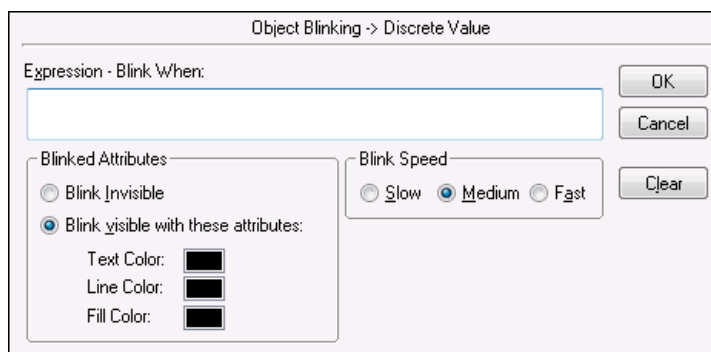 Object Blinking -> Discrete Value
Expression - Blink When:
OK
Cancel
Clear
Blinked Attributes
Blink Invisible
Blink visible with these attributes:
Text Color:
Line Color:
Fill Color:
Blink Speed
Slow Medium Fast